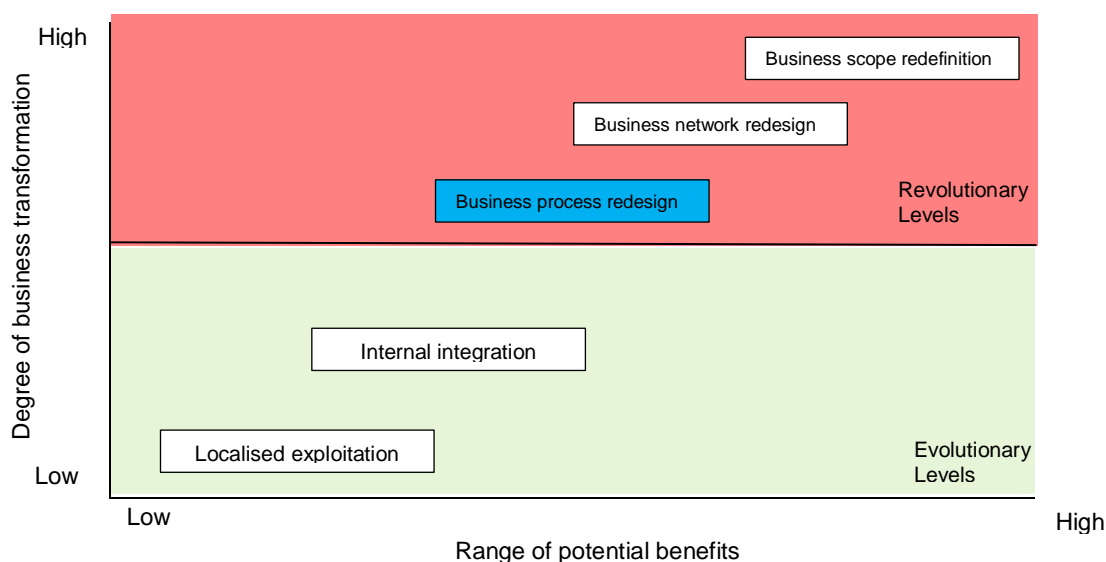 High
Business scope redefinition
Business network redesign
Business process redesign
Revolutionary
Levels
Degree of business transformation
Internal integration
Localised exploitation
Evolutionary
Levels
Low
Low
High
Range of potential benefits